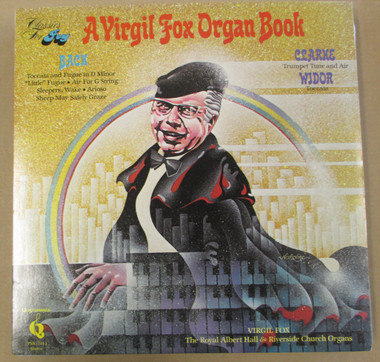 Classics
For
Joy
A Virgil Fox Organ Book
BACH
Toccata and Fugue in D Minor
"Little" Fugue • Air For G String
Sleepers, Wake • Arioso
Sheep May Safely Graze
CLARKE
Trumpet Tune and Air
WIDOR
Toccata
VIRGIL FOX
The Royal Albert Hall & Riverside Church Organs